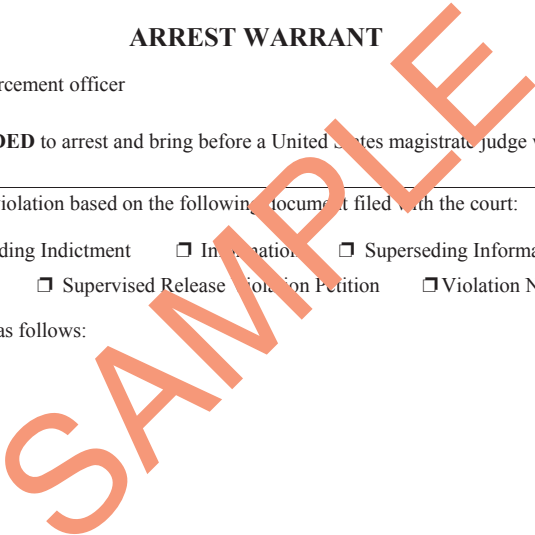 ARREST WARRANT
rcement officer
DED to arrest and bring before a United States magistrate judge
iolation based on the following document filed with the court:
ding Indictment ❒ Information ❒ Superseding Informa
❒ Supervised Release Violation Petition ❒ Violation N
as follows:
SAMPLE